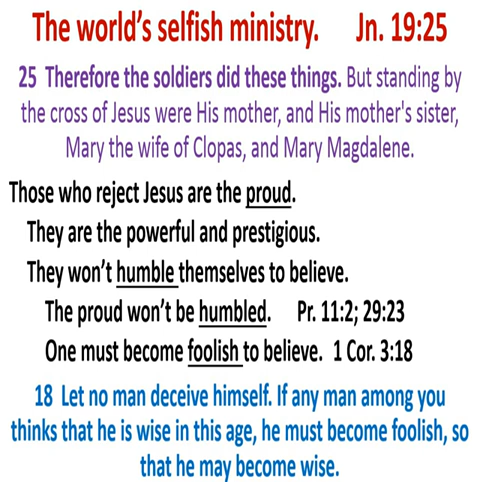 The world's selfish ministry. Jn. 19:25
25 Therefore the soldiers did these things. But standing by
the cross of Jesus were His mother, and His mother's sister,
Mary the wife of Clopas, and Mary Magdalene.
Those who reject Jesus are the proud.
They are the powerful and prestigious.
They won't humble themselves to believe.
The proud won't be humbled. Pr. 11:2; 29:23
One must become foolish to believe. 1 Cor. 3:18
18 Let no man deceive himself. If any man among you
thinks that he is wise in this age, he must become foolish, so
that he may become wise.